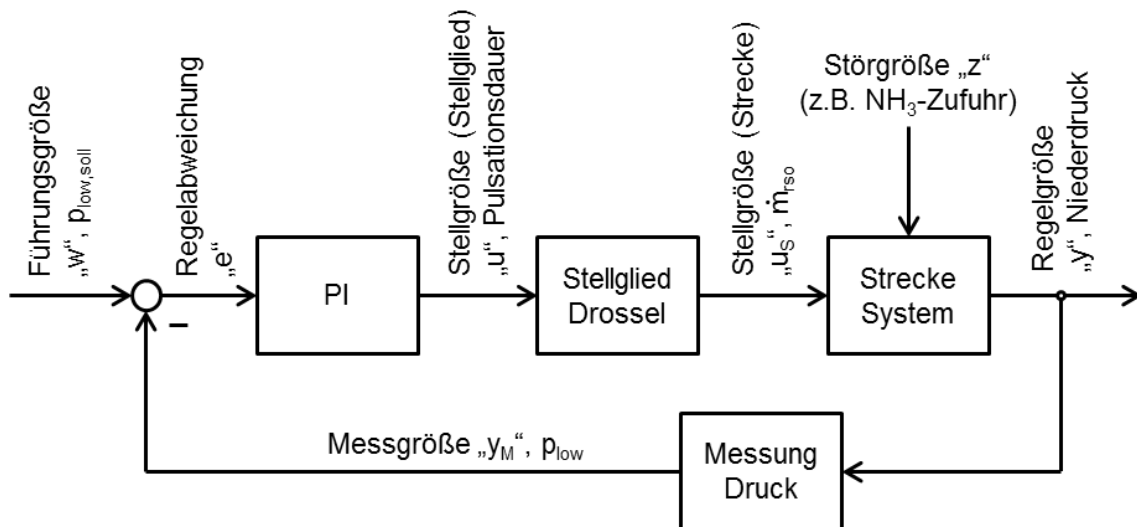 Führungsgröße
„w“, p_low,soll
Regelabweichung
„e“
PI
Stellgröße (Stellglied)
„u“, Pulsationsdauer
Stellglied
Drossel
Stellgröße (Strecke)
„u_S“, ṁ_rso
Störgröße „z“
(z.B. NH₃-Zufuhr)
Strecke
System
Regelgröße
„y“, Niederdruck
–
Messgröße „y_M“, p_low
Messung
Druck